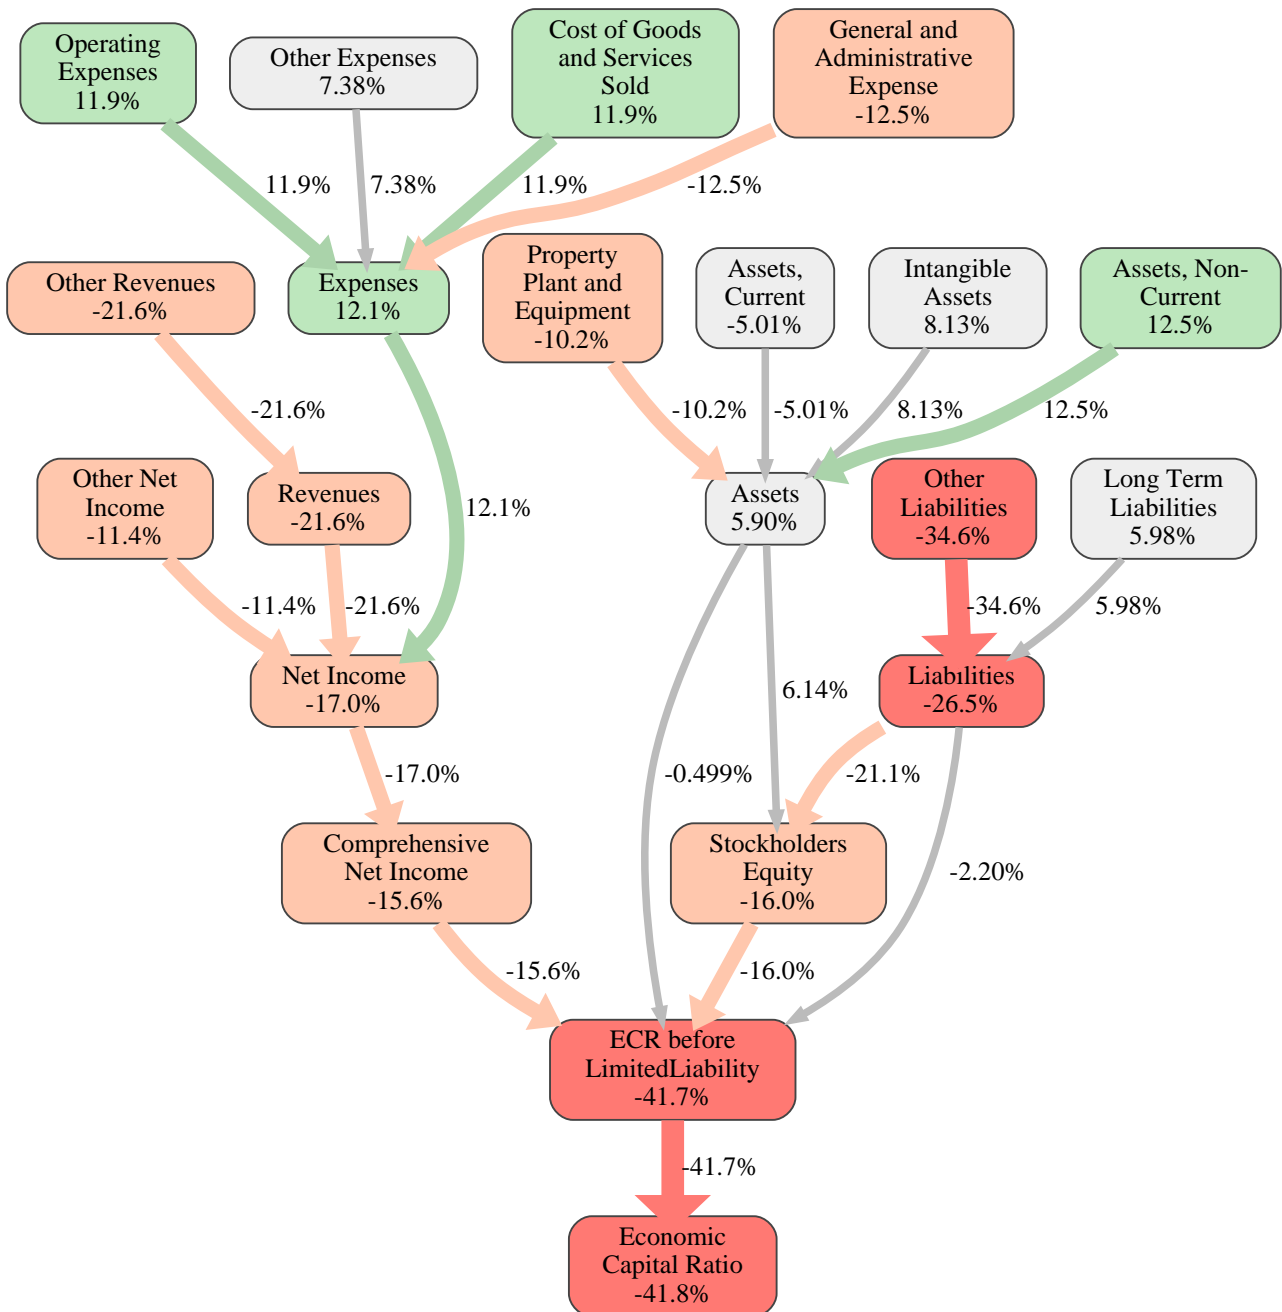 Operating
Expenses
11.9%
Other Expenses
7.38%
Cost of Goods
and Services
Sold
11.9%
General and
Administrative
Expense
-12.5%
11.9%
7.38%
11.9%
-12.5%
Other Revenues
-21.6%
Expenses
12.1%
Property
Plant and
Equipment
-10.2%
Assets,
Current
-5.01%
Intangible
Assets
8.13%
Assets, Non-
Current
12.5%
-21.6%
-10.2%
-5.01%
8.13%
12.5%
Other Net
Income
-11.4%
Revenues
-21.6%
12.1%
Assets
5.90%
Other
Liabilities
-34.6%
Long Term
Liabilities
5.98%
-11.4%
-21.6%
-34.6%
5.98%
Net Income
-17.0%
6.14%
Liabilities
-26.5%
-17.0%
-0.499%
-21.1%
Comprehensive
Net Income
-15.6%
Stockholders
Equity
-16.0%
-2.20%
-15.6%
-16.0%
ECR before
LimitedLiability
-41.7%
-41.7%
Economic
Capital Ratio
-41.8%